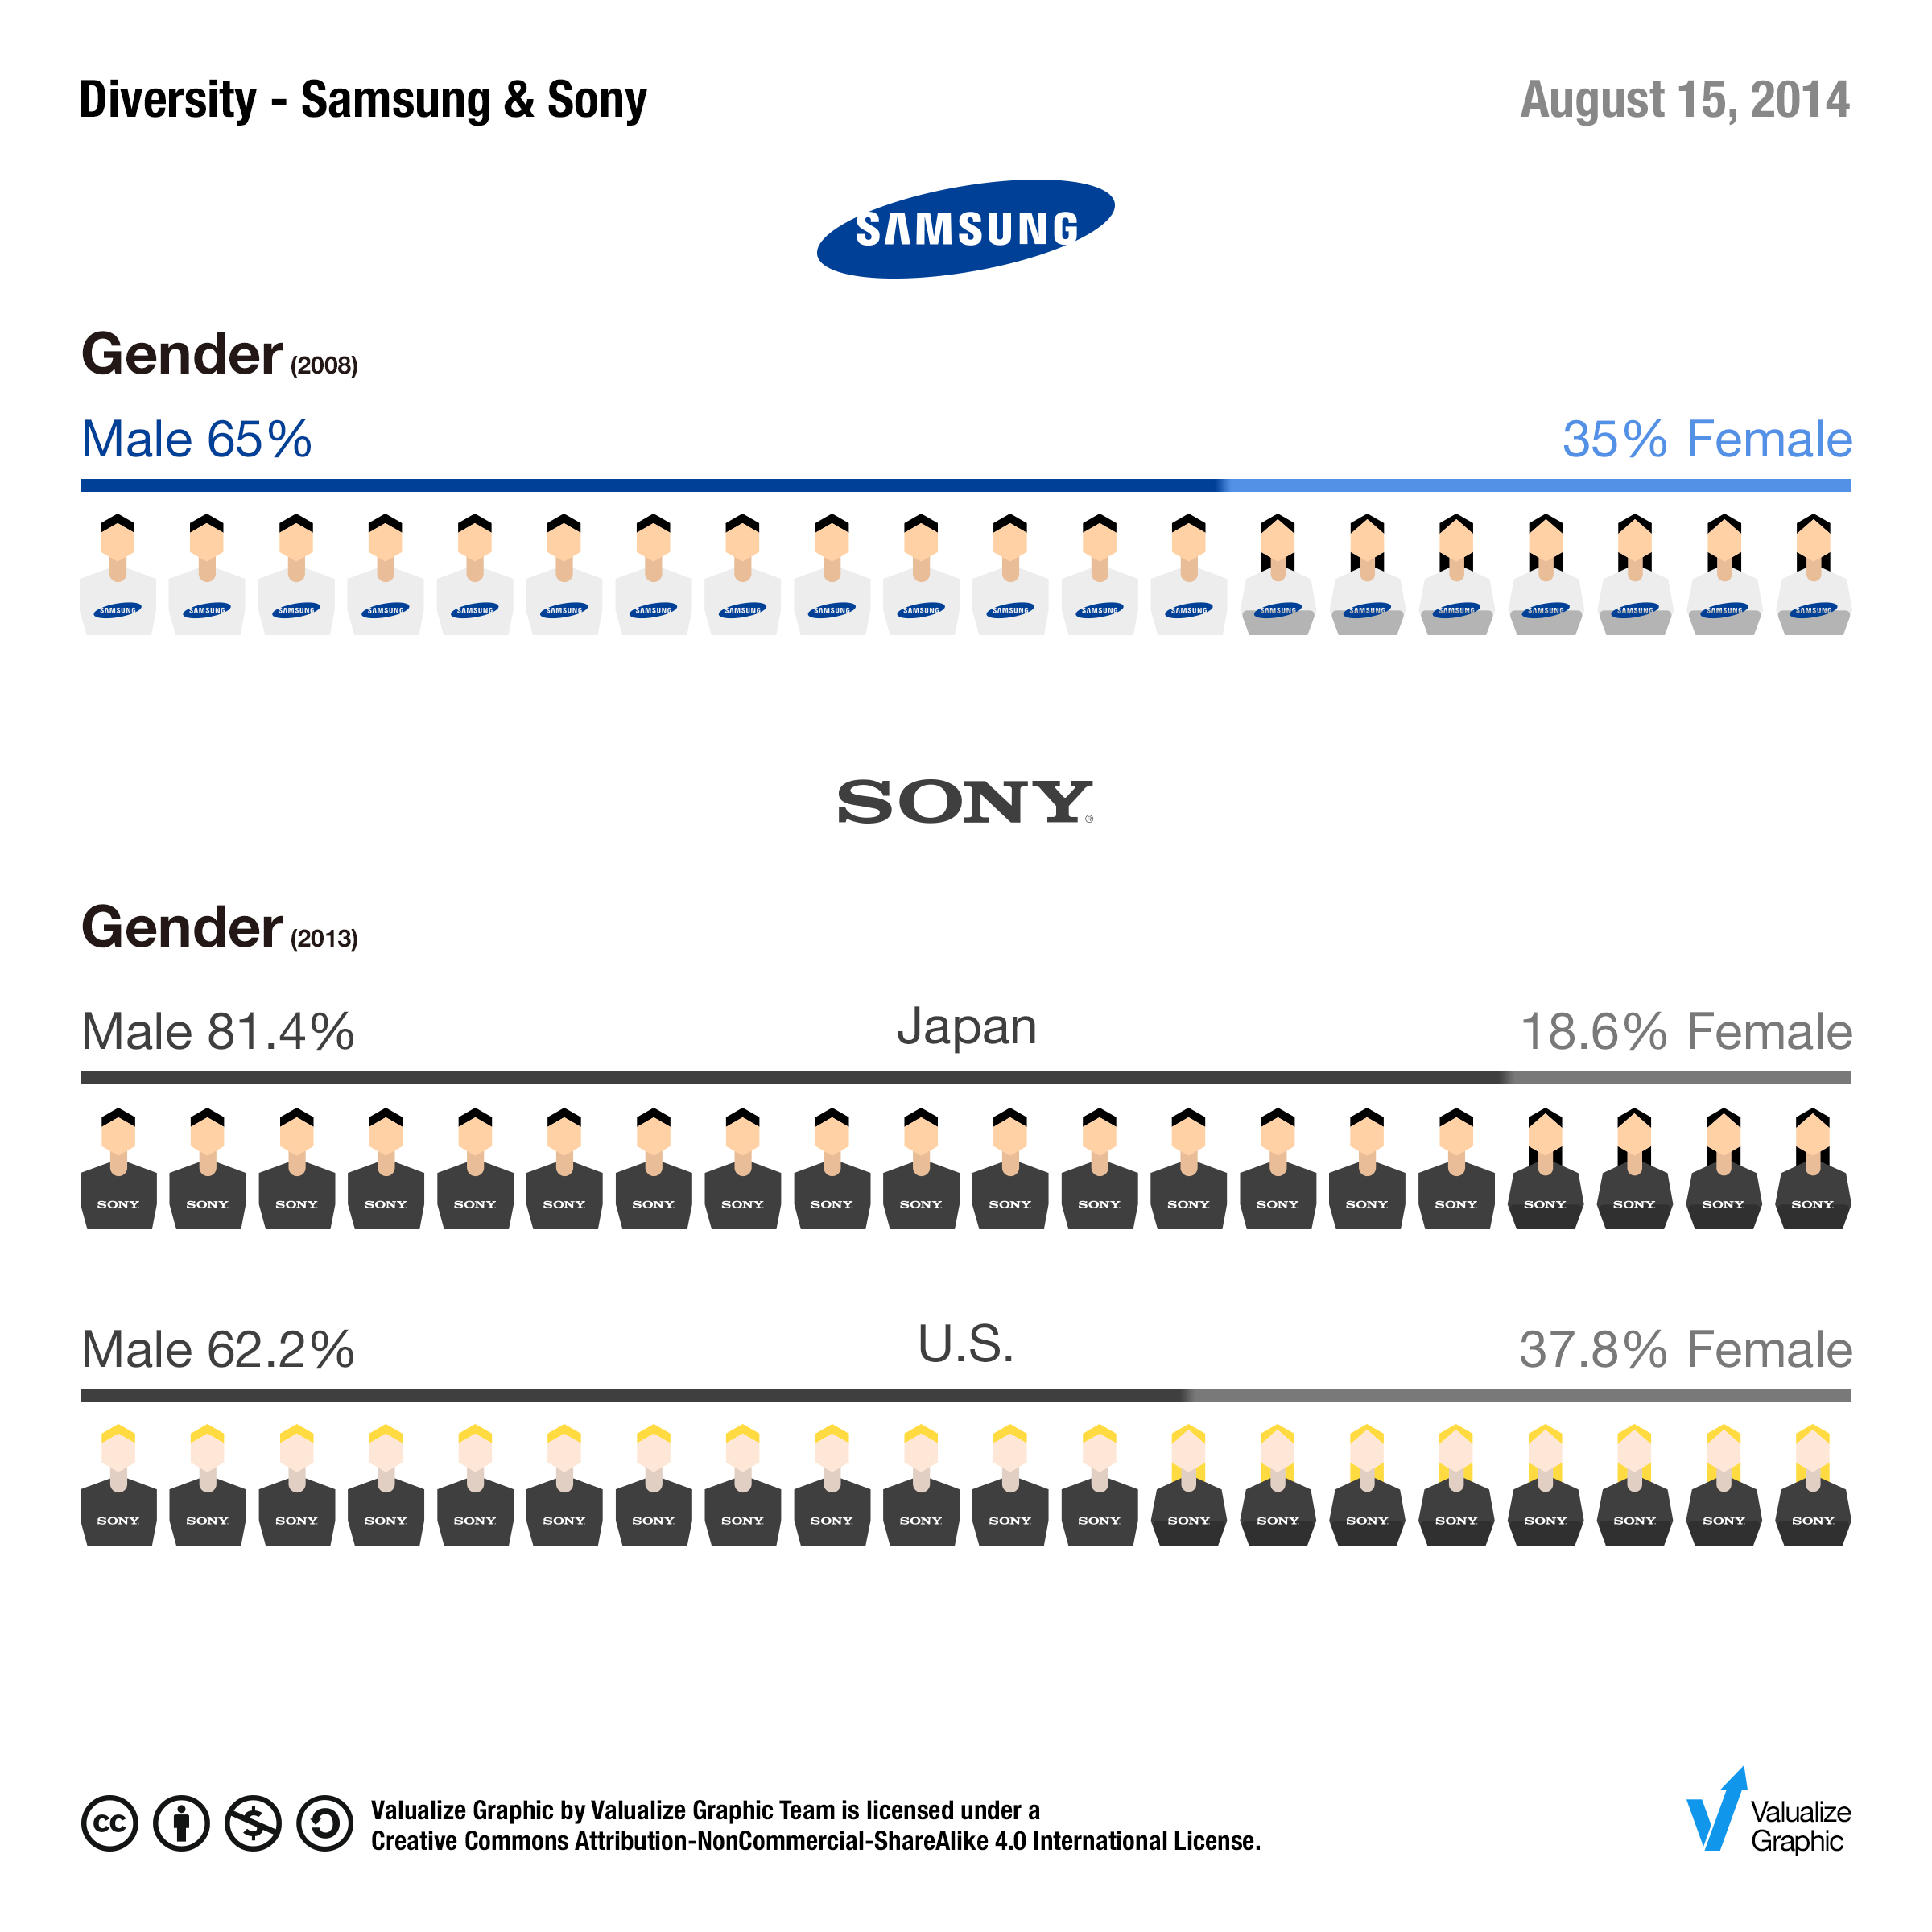 Diversity - Samsung & Sony
August 15, 2014
SAMSUNG
Gender (2008)
Male 65%
35% Female
SAMSUNG SAMSUNG SAMSUNG SAMSUNG SAMSUNG SAMSUNG SAMSUNG SAMSUNG SAMSUNG SAMSUNG SAMSUNG SAMSUNG SAMSUNG SAMSUNG SAMSUNG SAMSUNG SAMSUNG SAMSUNG SAMSUNG SAMSUNG
SONY®
Gender (2013)
Male 81.4%
Japan
18.6% Female
SONY SONY SONY SONY SONY SONY SONY SONY SONY SONY SONY SONY SONY SONY SONY SONY SONY SONY SONY SONY
Male 62.2%
U.S.
37.8% Female
SONY SONY SONY SONY SONY SONY SONY SONY SONY SONY SONY SONY SONY SONY SONY SONY SONY SONY SONY SONY
cc
Valualize Graphic by Valualize Graphic Team is licensed under a
Creative Commons Attribution-NonCommercial-ShareAlike 4.0 International License.
Valualize
Graphic